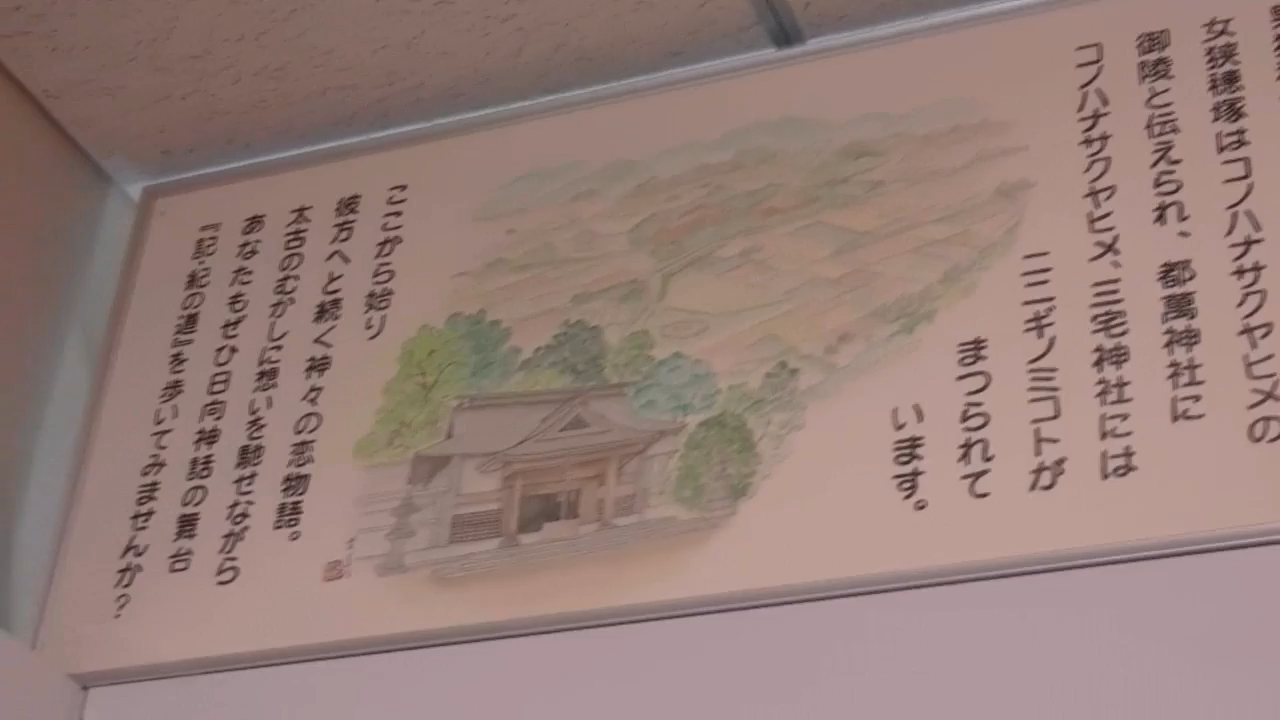 女狭穂塚はコノハナサクヤヒメの
御陵と伝えられ、都萬神社に
コノハナサクヤヒメ、三宅神社には
ニニギノミコトが
まつられて
います。
ここから始り
彼方へと続く神々の恋物語。
太古のむかしに想いを馳せながら
あなたもぜひ日向神話の舞台
『記・紀の道』を歩いてみませんか？